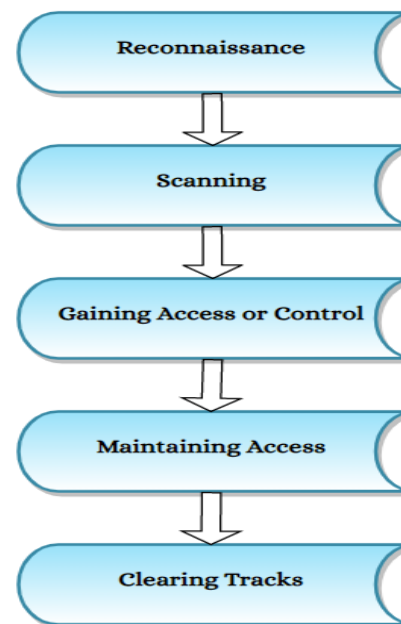 Reconnaissance
Scanning
Gaining Access or Control
Maintaining Access
Clearing Tracks